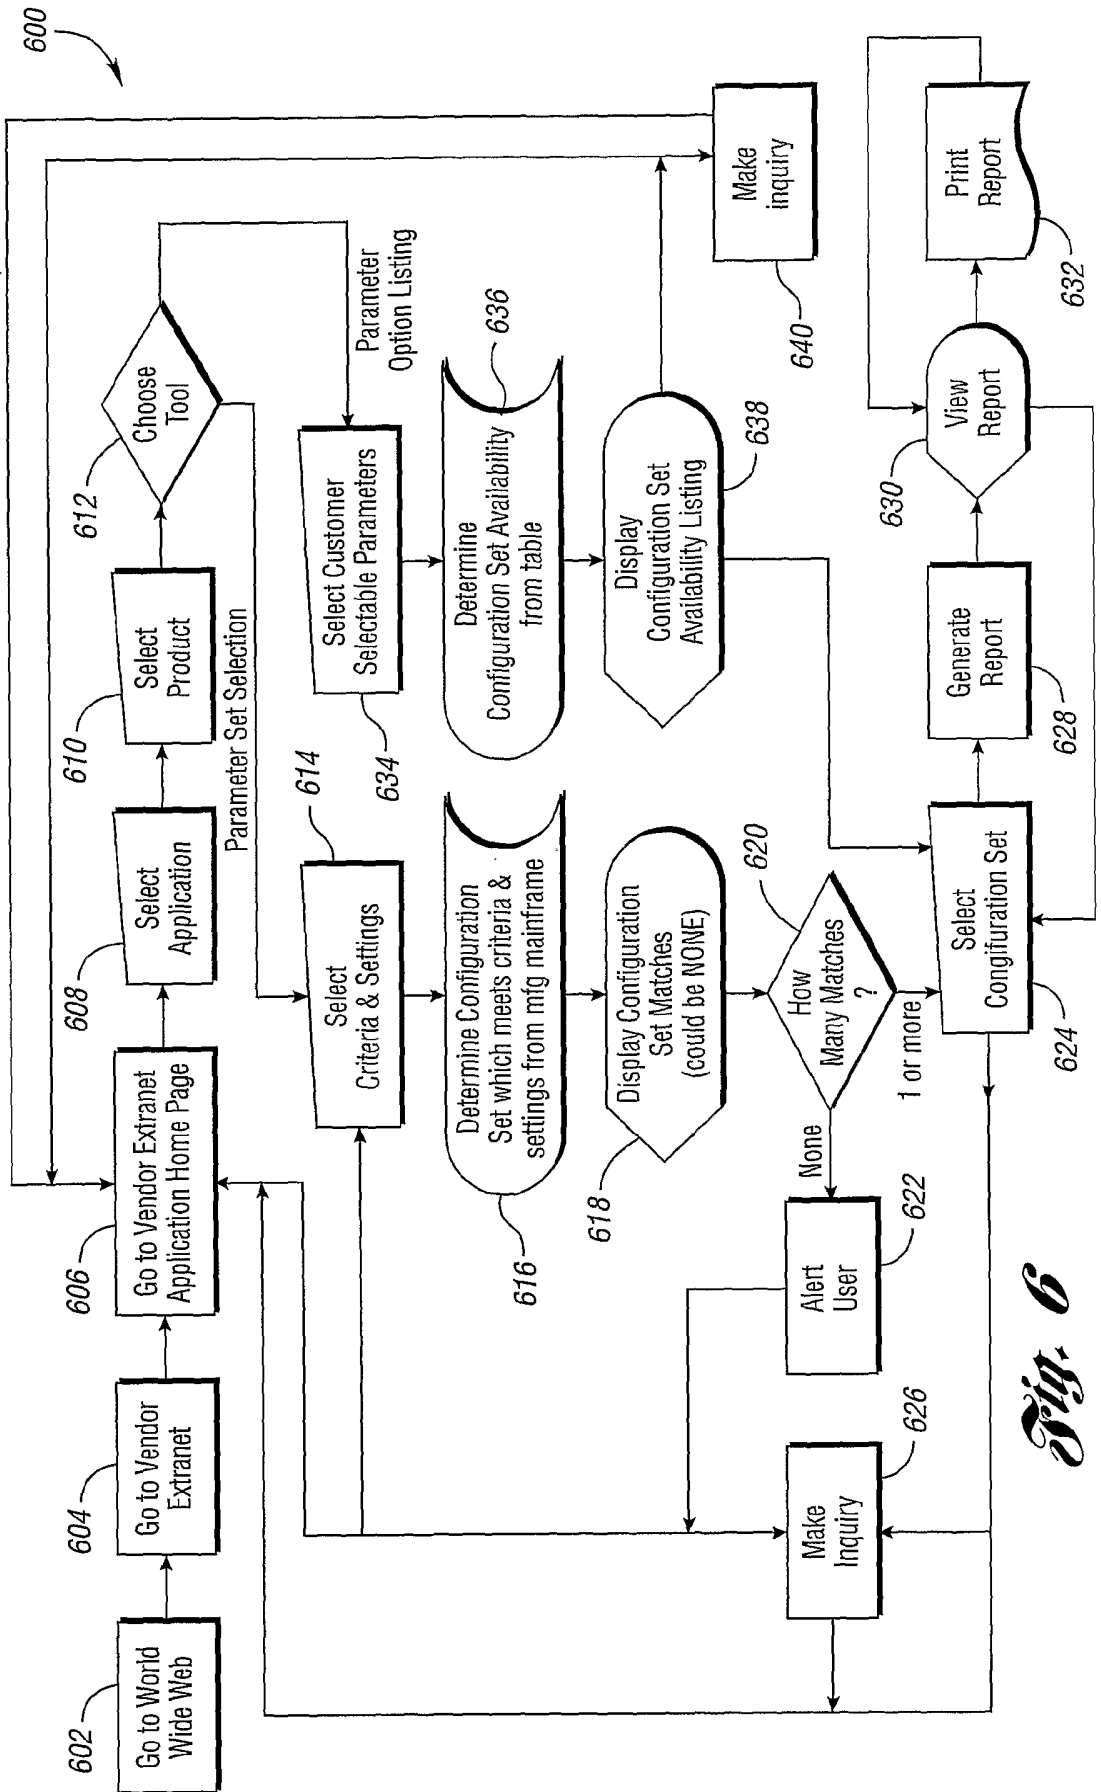 600
602
Go to World
Wide Web
604
Go to Vendor
Extranet
606
Go to Vendor Extranet
Application Home Page
608
Select
Application
610
Select
Product
612
Choose
Tool
Parameter Set Selection
Parameter
Option Listing
614
Select
Criteria & Settings
634
Select Customer
Selectable Parameters
616
Determine Configuration
Set which meets criteria &
settings from mfg mainframe
636
Determine
Configuration Set Availability
from table
618
Display Configuration
Set Matches
(could be NONE)
638
Display
Configuration Set
Availability Listing
640
Make
inquiry
620
How
Many Matches
?
None
1 or more
622
Alert
User
626
Make
Inquiry
624
Select
Congifuration Set
628
Generate
Report
630
View
Report
632
Print
Report
Fig. 6